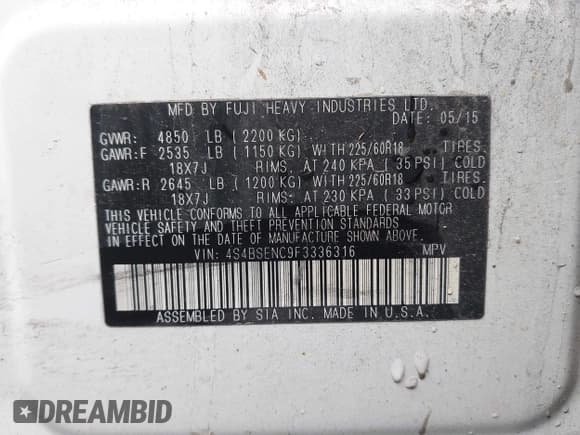 MFD BY FUJI HEAVY INDUSTRIES LTD.
DATE: 05/15
GVWR: 4850 LB (2200 KG)
GAWR:F 2535 LB (1150 KG) WITH 225/60R18 TIRES.
18X7J RIMS. AT 240 KPA (35 PSI) COLD
GAWR:R 2645 LB (1200 KG) WITH 225/60R18 TIRES.
18X7J RIMS. AT 230 KPA (33 PSI) COLD
THIS VEHICLE CONFORMS TO ALL APPLICABLE FEDERAL MOTOR
VEHICLE SAFETY AND THEFT PREVENTION STANDARDS
IN EFFECT ON THE DATE OF MANUFACTURE SHOWN ABOVE.
VIN: 4S4BSENC9F3336316 MPV
ASSEMBLED BY SIA INC. MADE IN U.S.A.
DREAMBID